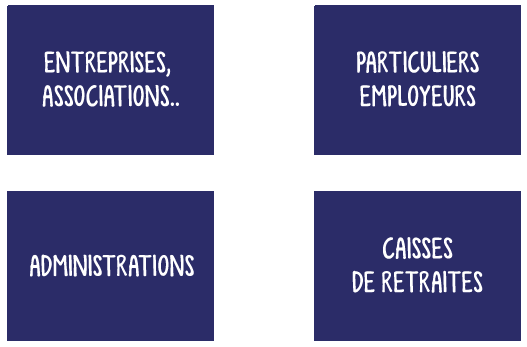 ENTREPRISES,
ASSOCIATIONS..
PARTICULIERS
EMPLOYEURS
ADMINISTRATIONS
CAISSES
DE RETRAITES